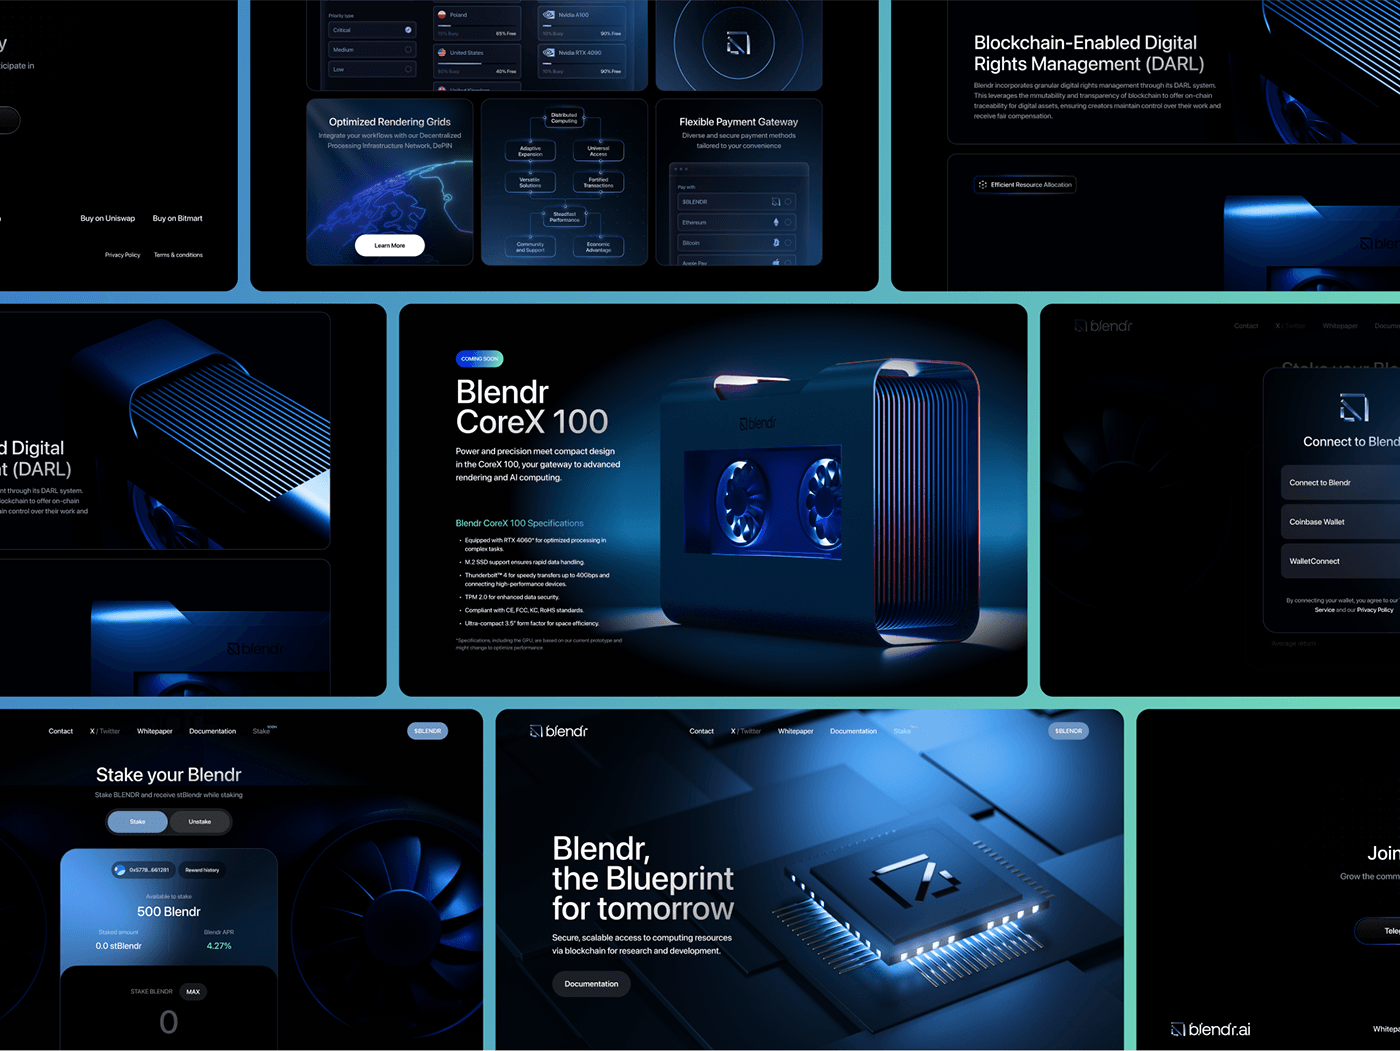 Buy on Uniswap
Buy on Bitmart
Privacy Policy
Terms & conditions
Priority type
Critical
Medium
Low
Poland
85% Free
United States
40% Free
Nvidia A100
90% Free
Nvidia RTX 4090
10% Busy
90% Free
Optimized Rendering Grids
Integrate your workflows with our Decentralized
Processing Infrastructure Network, DePIN
Learn More
Distributed
Computing
Adaptive
Expansion
Universal
Access
Versatile
Solutions
Fortified
Transactions
Steadfast
Performance
Community
and Support
Economic
Advantage
Flexible Payment Gateway
Diverse and secure payment methods
tailored to your convenience
Pay with
$BLENDR
Ethereum
Bitcoin
Apple Pay
Blockchain-Enabled Digital
Rights Management (DARL)
Blendr incorporates granular digital rights management through its DARL system.
This leverages the immutability and transparency of blockchain to offer on-chain
traceability for digital assets, ensuring creators maintain control over their work and
receive fair compensation.
Efficient Resource Allocation
d Digital
t (DARL)
nt through its DARL system.
lockchain to offer on-chain
ain control over their work and
blendr
COMING SOON
Blendr
CoreX 100
Power and precision meet compact design
in the CoreX 100, your gateway to advanced
rendering and AI computing.
Blendr CoreX 100 Specifications
• Equipped with RTX 4060* for optimized processing in
complex tasks.
• M.2 SSD support ensures rapid data handling.
• Thunderbolt™ 4 for speedy transfers up to 40Gbps and
connecting high-performance devices.
• TPM 2.0 for enhanced data security.
• Compliant with CE, FCC, KC, RoHS standards.
• Ultra-compact 3.5" form factor for space efficiency.
*Specifications, including the GPU, are based on our current prototype and
might change to optimize performance.
blendr
blendr
Contact
X / Twitter
Whitepaper
Docume
Stake your Ble
Connect to Blend
Connect to Blendr
Coinbase Wallet
WalletConnect
By connecting your wallet, you agree to our
Service and our Privacy Policy
Average return
Contact
X / Twitter
Whitepaper
Documentation
Stake
$BLENDR
Stake your Blendr
Stake BLENDR and receive stBlendr while staking
Stake
Unstake
0x577B...661281
Reward history
Available to stake
500 Blendr
Staked amount
0.0 stBlendr
Blendr APR
4.27%
STAKE BLENDR
MAX
0
blendr
Contact
X / Twitter
Whitepaper
Documentation
Stake
$BLENDR
Blendr,
the Blueprint
for tomorrow
Secure, scalable access to computing resources
via blockchain for research and development.
Documentation
Join
Grow the comm
Tele
blendr.ai
Whitepa